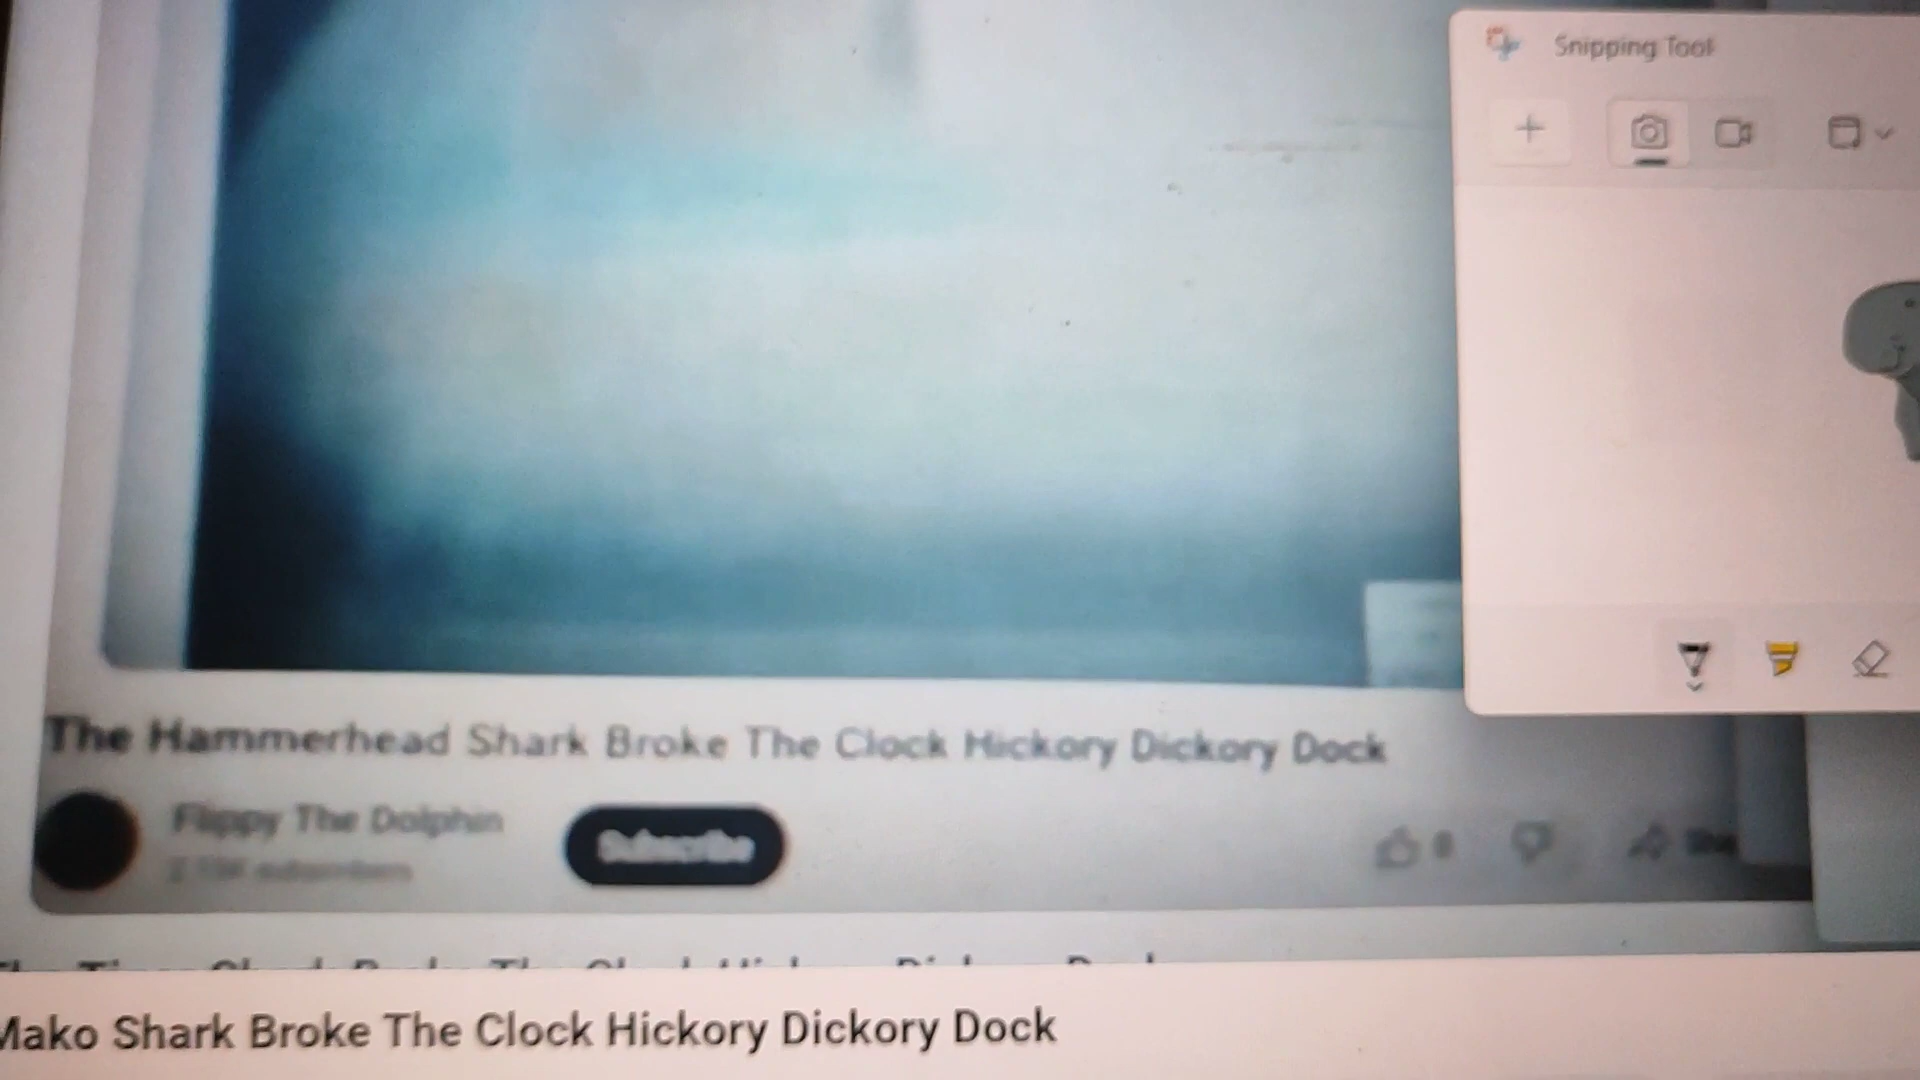 Snipping Tool
The Hammerhead Shark Broke The Clock Hickory Dickory Dock
Flippy The Dolphin
Subscribe
Mako Shark Broke The Clock Hickory Dickory Dock